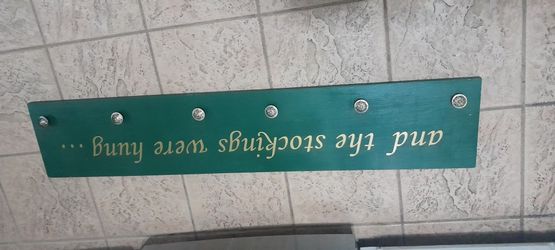 and the stockings were hung ...